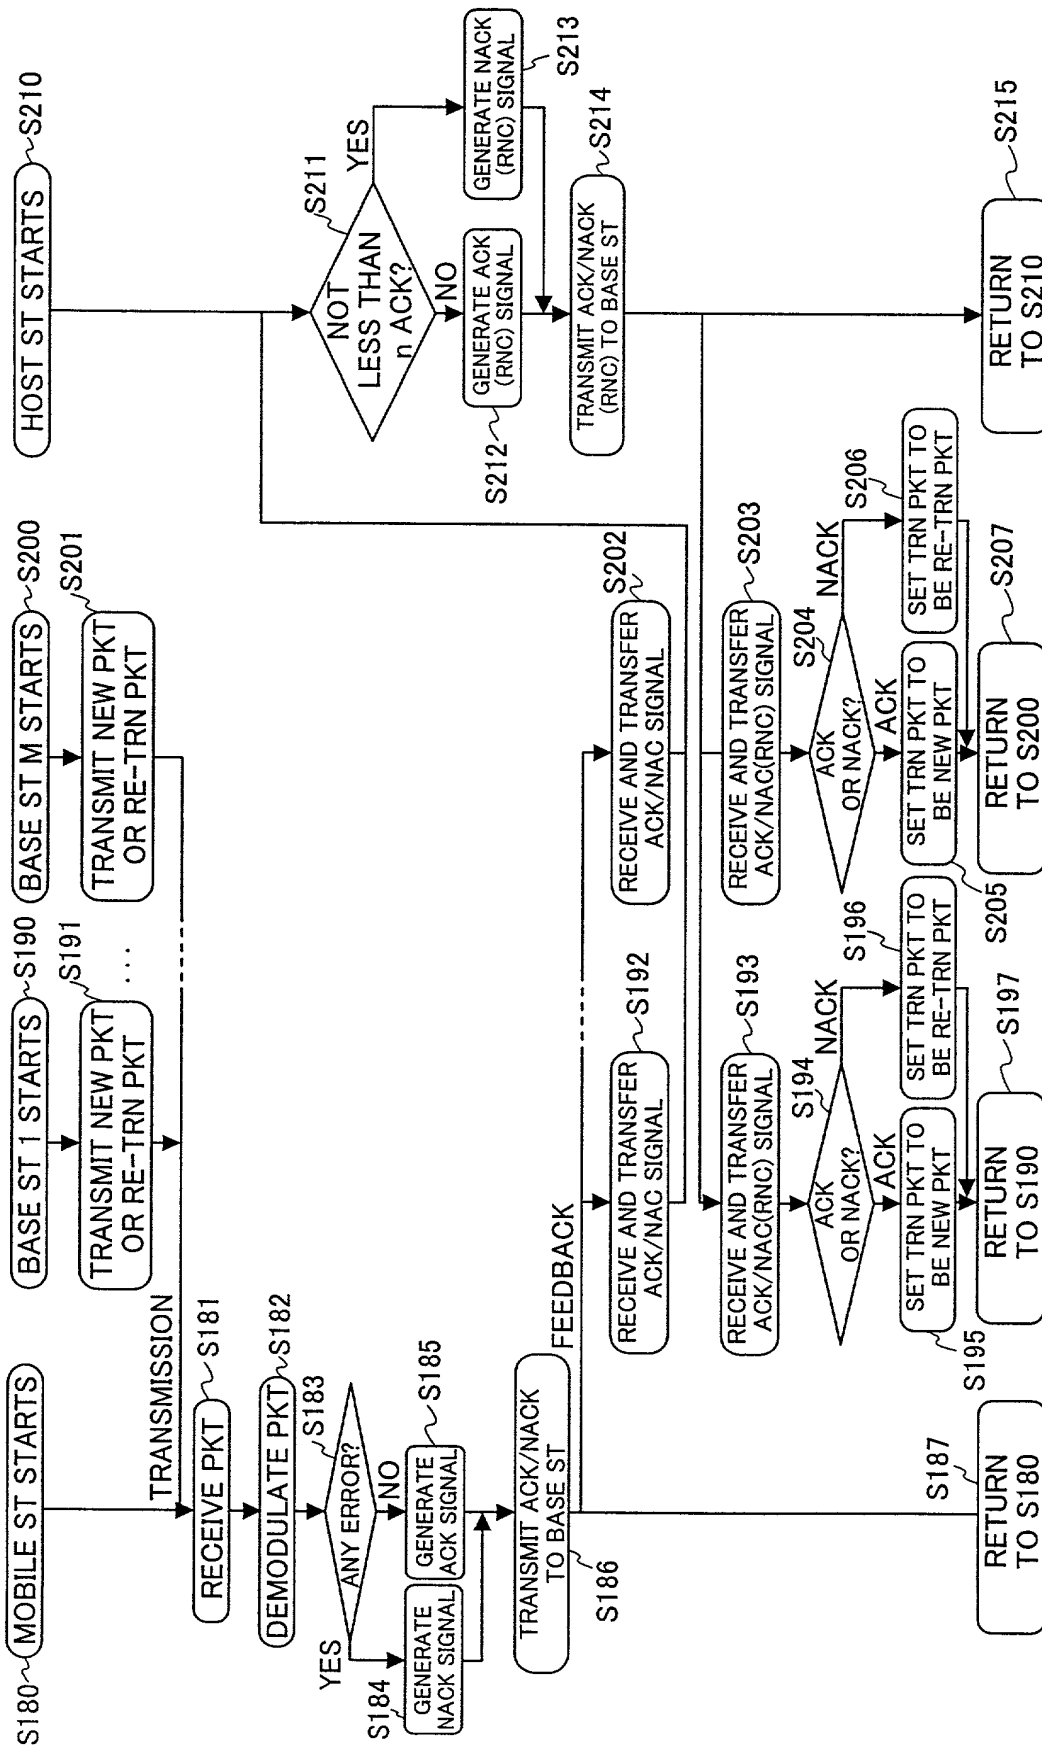 S180
MOBILE ST STARTS
TRANSMISSION
RECEIVE PKT
S181
DEMODULATE PKT
S182
ANY ERROR?
S183
YES
NO
S184
GENERATE
NACK SIGNAL
GENERATE
ACK SIGNAL
S185
TRANSMIT ACK/NACK
TO BASE ST
S186
FEEDBACK
S187
RETURN
TO S180
BASE ST 1 STARTS
S190
TRANSMIT NEW PKT
OR RE-TRN PKT
S191
...
RECEIVE AND TRANSFER
ACK/NAC SIGNAL
S192
RECEIVE AND TRANSFER
ACK/NAC(RNC) SIGNAL
S193
ACK
OR NACK?
S194
ACK
NACK
SET TRN PKT TO
BE NEW PKT
S195
SET TRN PKT TO
BE RE-TRN PKT
S196
RETURN
TO S190
S197
BASE ST M STARTS
S200
TRANSMIT NEW PKT
OR RE-TRN PKT
S201
RECEIVE AND TRANSFER
ACK/NAC SIGNAL
S202
RECEIVE AND TRANSFER
ACK/NAC(RNC) SIGNAL
S203
ACK
OR NACK?
S204
ACK
NACK
SET TRN PKT TO
BE NEW PKT
S205
SET TRN PKT TO
BE RE-TRN PKT
S206
RETURN
TO S200
S207
HOST ST STARTS
S210
NOT
LESS THAN
n ACK?
S211
YES
NO
GENERATE ACK
(RNC) SIGNAL
S212
GENERATE NACK
(RNC) SIGNAL
S213
TRANSMIT ACK/NACK
(RNC) TO BASE ST
S214
RETURN
TO S210
S215